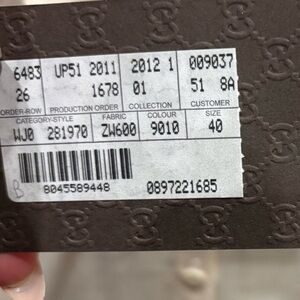 6483 UP51 2011 2012 1 009037
26 1678 01 51 8A
ORDER-ROW PRODUCTION ORDER COLLECTION CUSTOMER
CATEGORY-STYLE FABRIC COLOUR SIZE
WJ0 281970 ZW600 9010 40
8045589448 0897221685
B